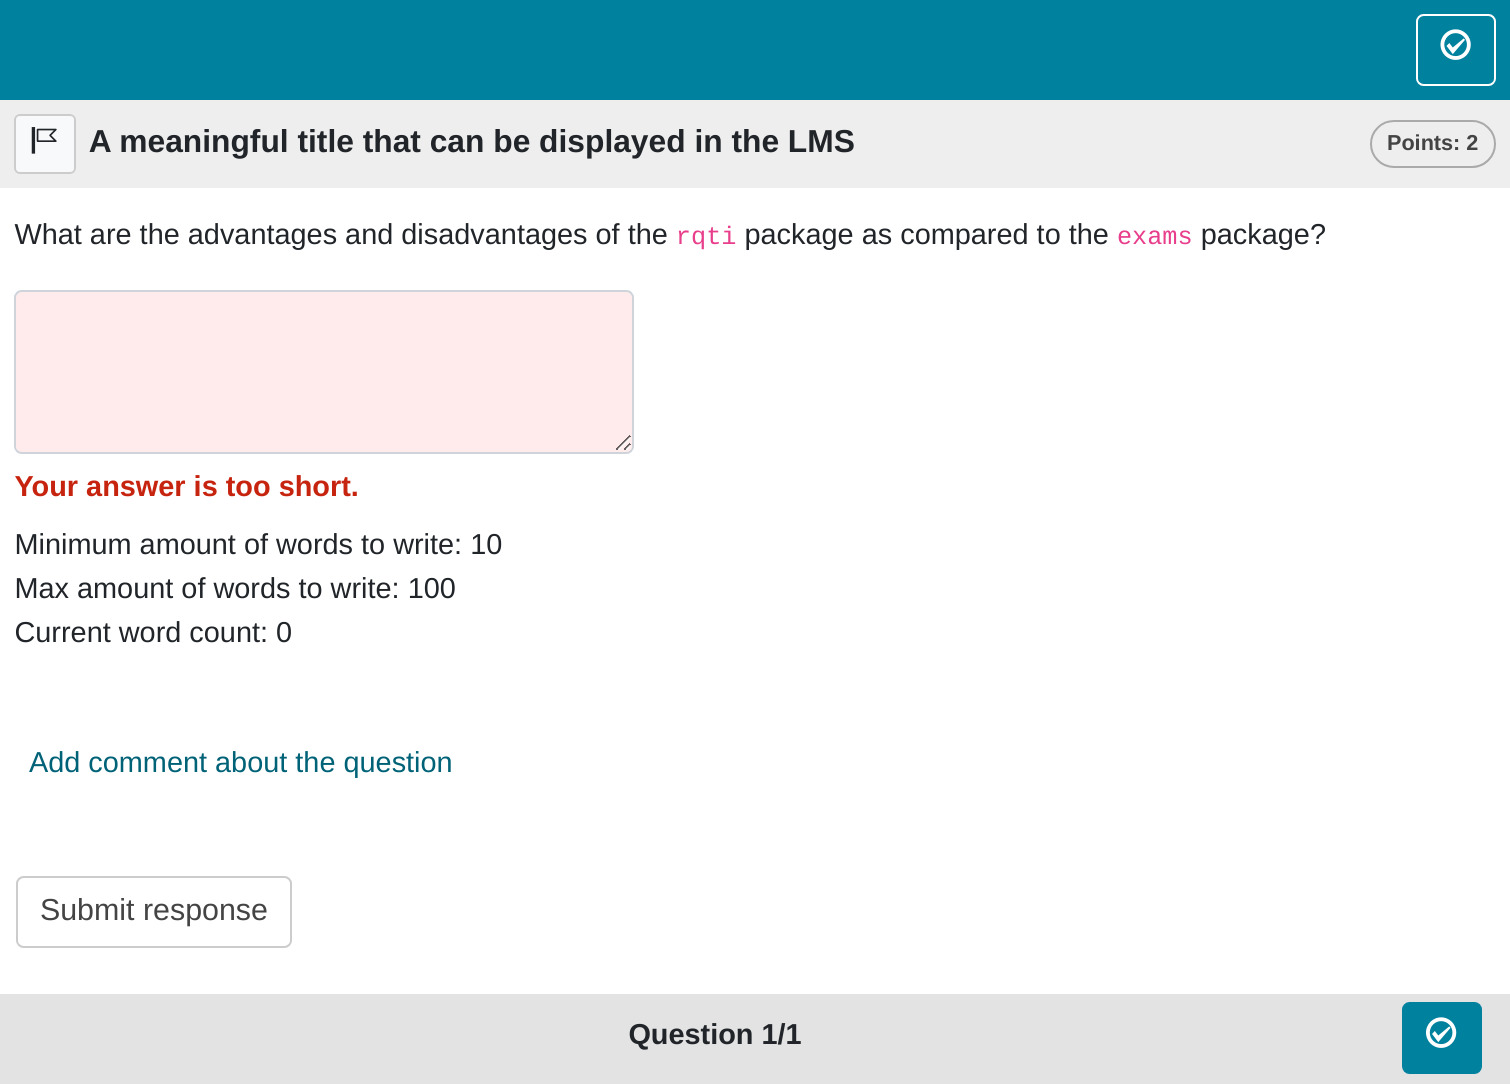 A meaningful title that can be displayed in the LMS
Points: 2
What are the advantages and disadvantages of the rqti package as compared to the exams package?
Your answer is too short.
Minimum amount of words to write: 10
Max amount of words to write: 100
Current word count: 0
Add comment about the question
Submit response
Question 1/1